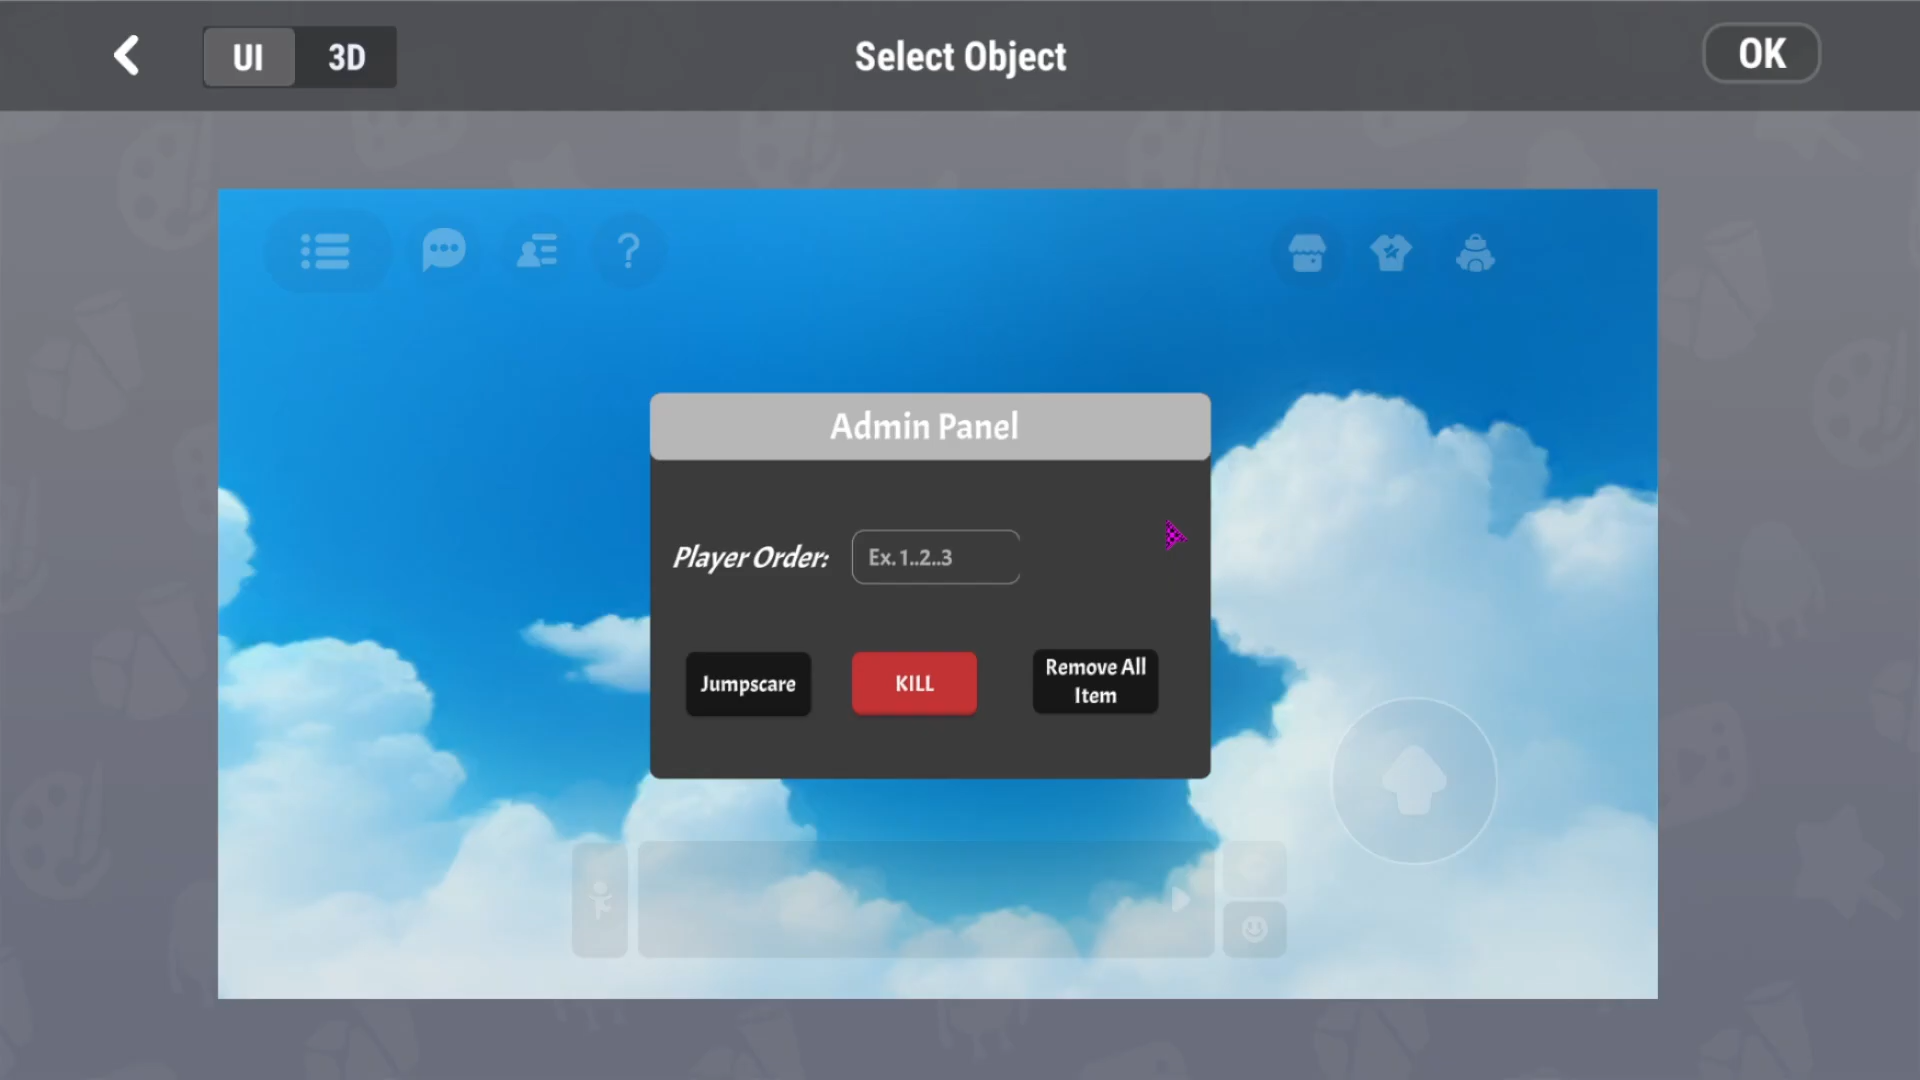 UI
3D
Select Object
OK
?
Admin Panel
Player Order:
Ex. 1..2..3
Jumpscare
KILL
Remove All
Item